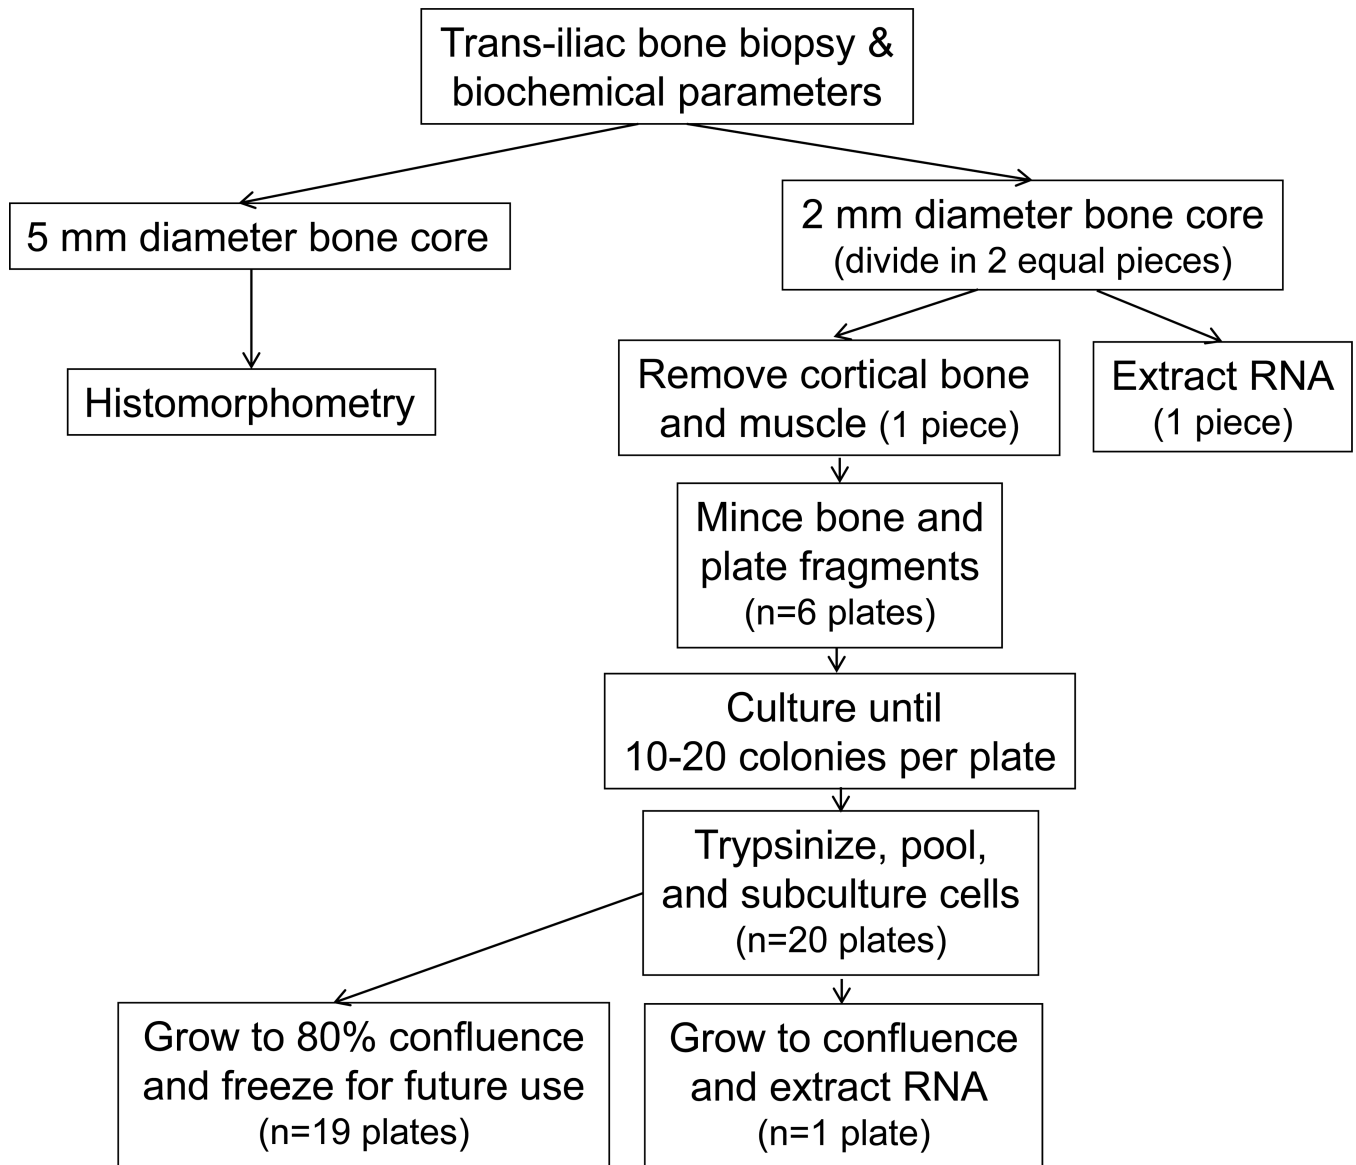 Trans-iliac bone biopsy &
biochemical parameters
5 mm diameter bone core
2 mm diameter bone core
(divide in 2 equal pieces)
Histomorphometry
Remove cortical bone
and muscle (1 piece)
Extract RNA
(1 piece)
Mince bone and
plate fragments
(n=6 plates)
Culture until
10-20 colonies per plate
Trypsinize, pool,
and subculture cells
(n=20 plates)
Grow to 80% confluence
and freeze for future use
(n=19 plates)
Grow to confluence
and extract RNA
(n=1 plate)